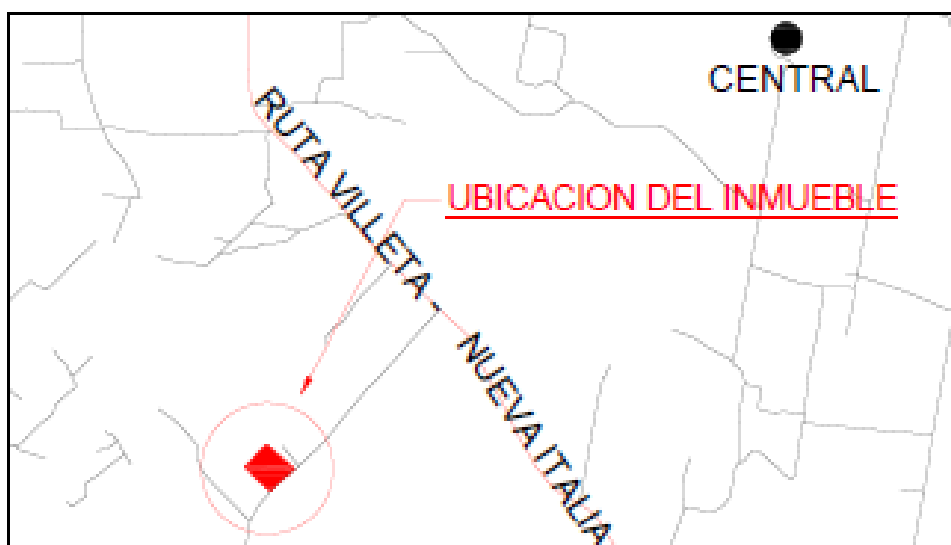 CENTRAL
UBICACION DEL INMUEBLE
RUTA VILLETA - NUEVA ITALIA